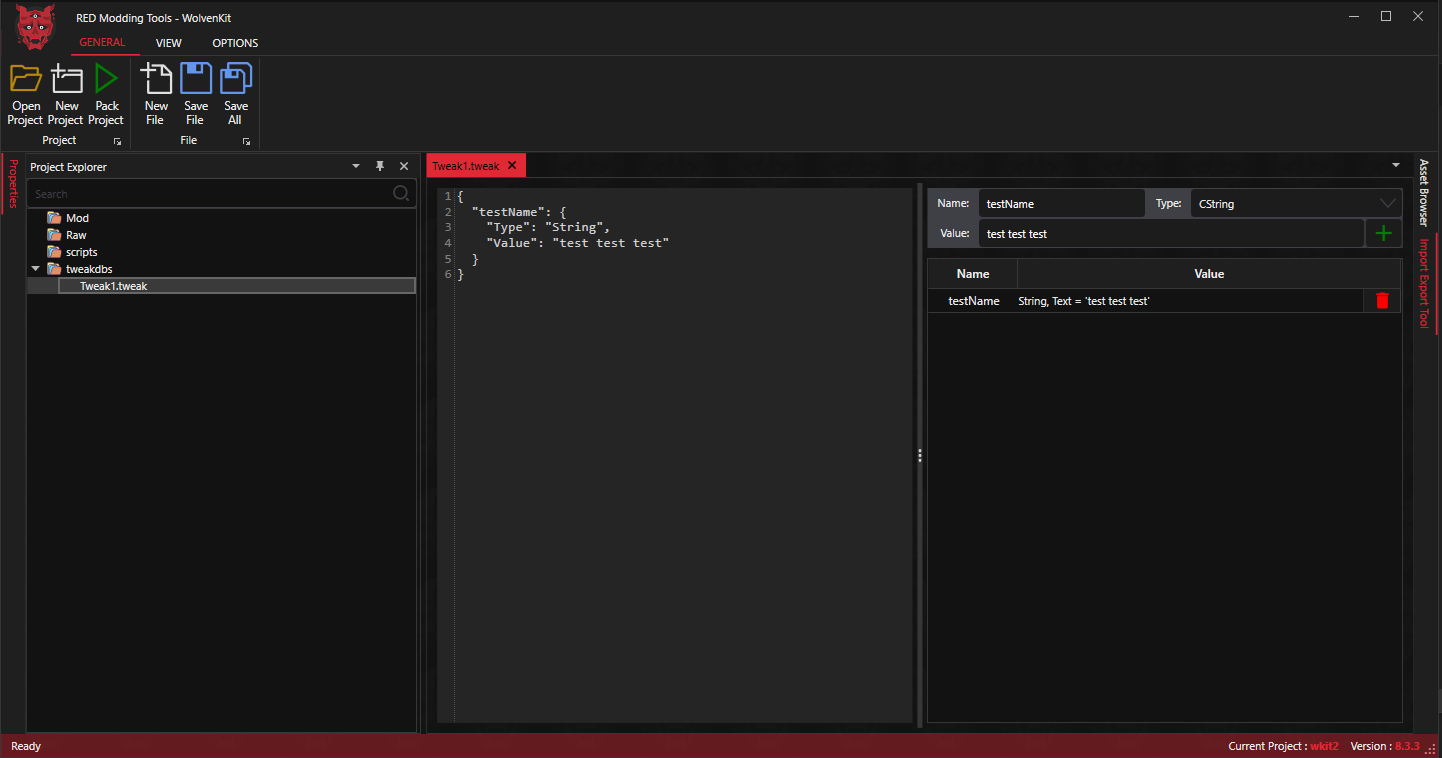 RED Modding Tools - WolvenKit
GENERAL VIEW OPTIONS
Open Project
New Project
Pack Project
New File
Save File
Save All
Project
File
Properties
Project Explorer
Search
Mod
Raw
scripts
tweakdbs
Tweak1.tweak
Tweak1.tweak
1 {
2 "testName": {
3 "Type": "String",
4 "Value": "test test test"
5 }
6 }
Name: testName Type: CString
Value: test test test
Name Value
testName String, Text = 'test test test'
Asset Browser
Import Export Tool
Ready
Current Project : wkit2 Version : 8.3.3